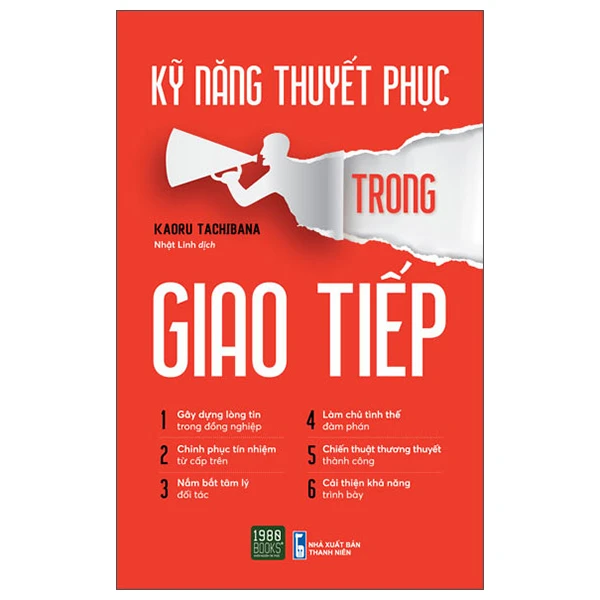 KỸ NĂNG THUYẾT PHỤC
TRONG
KAORU TACHIBANA
Nhật Linh dịch
GIAO TIẾP
1 Gây dựng lòng tin
trong đồng nghiệp
2 Chinh phục tín nhiệm
từ cấp trên
3 Nắm bắt tâm lý
đối tác
4 Làm chủ tình thế
đàm phán
5 Chiến thuật thương thuyết
thành công
6 Cải thiện khả năng
trình bày
1980
BOOKS
NHÀ XUẤT BẢN
THANH NIÊN